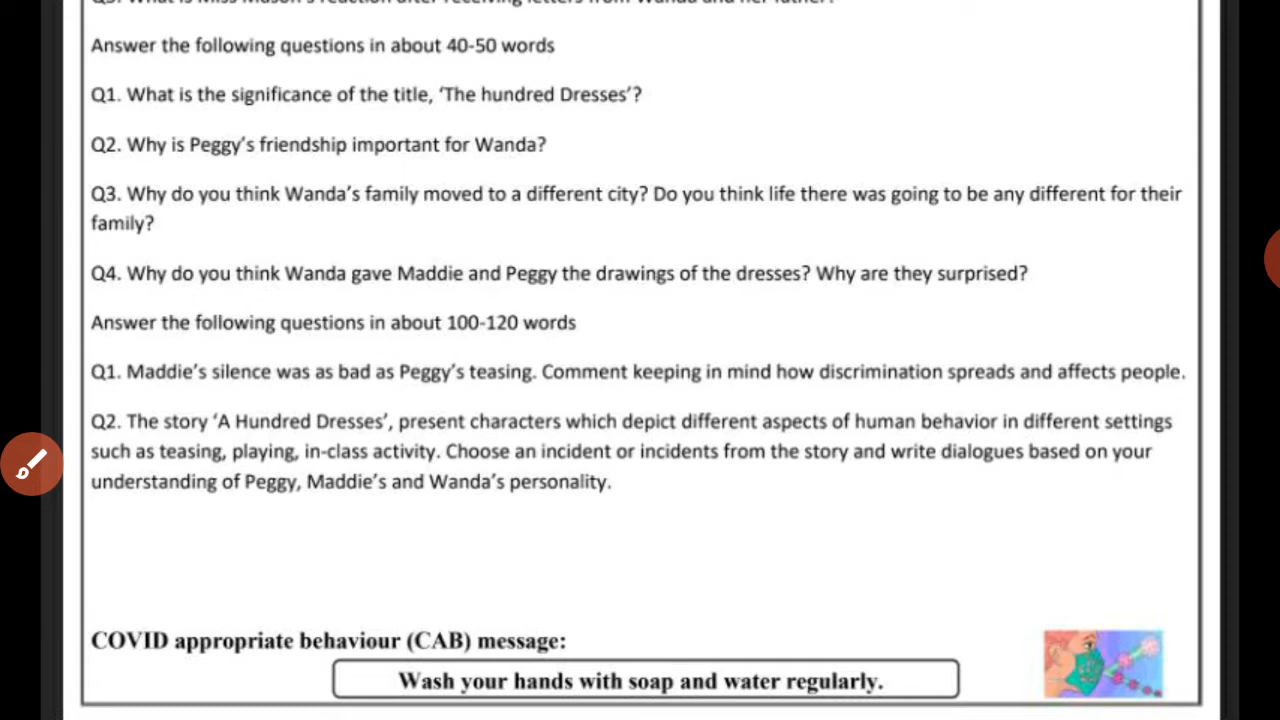 Answer the following questions in about 40-50 words
Q1. What is the significance of the title, ‘The hundred Dresses’?
Q2. Why is Peggy’s friendship important for Wanda?
Q3. Why do you think Wanda’s family moved to a different city? Do you think life there was going to be any different for their
family?
Q4. Why do you think Wanda gave Maddie and Peggy the drawings of the dresses? Why are they surprised?
Answer the following questions in about 100-120 words
Q1. Maddie’s silence was as bad as Peggy’s teasing. Comment keeping in mind how discrimination spreads and affects people.
Q2. The story ‘A Hundred Dresses’, present characters which depict different aspects of human behavior in different settings
such as teasing, playing, in-class activity. Choose an incident or incidents from the story and write dialogues based on your
understanding of Peggy, Maddie’s and Wanda’s personality.
COVID appropriate behaviour (CAB) message:
Wash your hands with soap and water regularly.